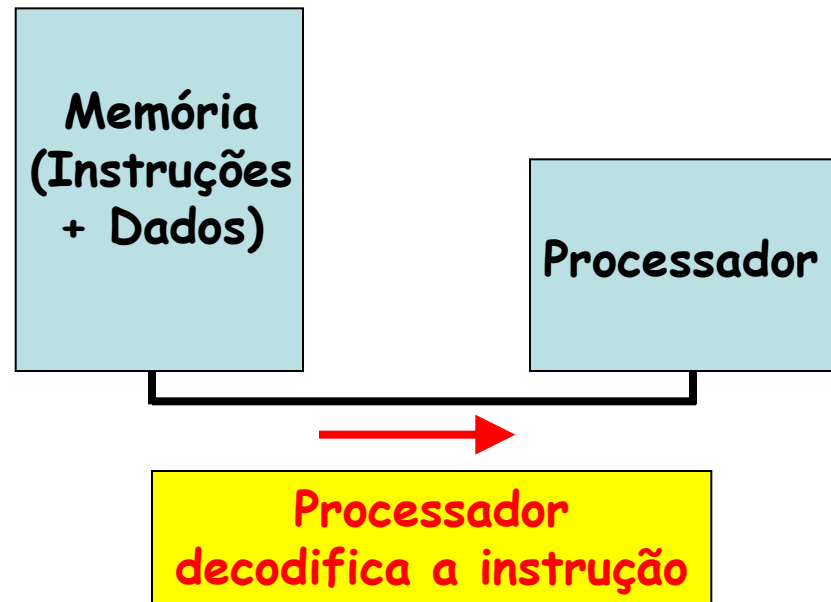 Memória
(Instruções
+ Dados)
Processador
Processador
decodifica a instrução